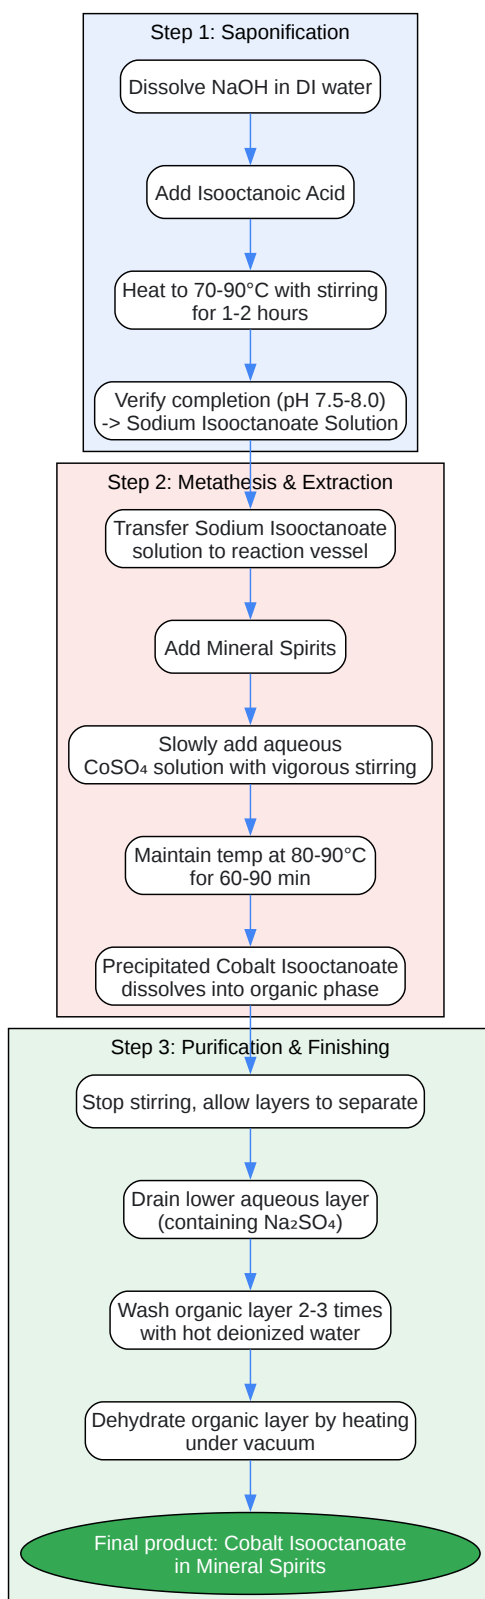 Step 1: Saponification
Dissolve NaOH in DI water
Add Isooctanoic Acid
Heat to 70-90°C with stirring
for 1-2 hours
Verify completion (pH 7.5-8.0)
-> Sodium Isooctanoate Solution
Step 2: Metathesis & Extraction
Transfer Sodium Isooctanoate
solution to reaction vessel
Add Mineral Spirits
Slowly add aqueous
CoSO₄ solution with vigorous stirring
Maintain temp at 80-90°C
for 60-90 min
Precipitated Cobalt Isooctanoate
dissolves into organic phase
Step 3: Purification & Finishing
Stop stirring, allow layers to separate
Drain lower aqueous layer
(containing Na₂SO₄)
Wash organic layer 2-3 times
with hot deionized water
Dehydrate organic layer by heating
under vacuum
Final product: Cobalt Isooctanoate
in Mineral Spirits